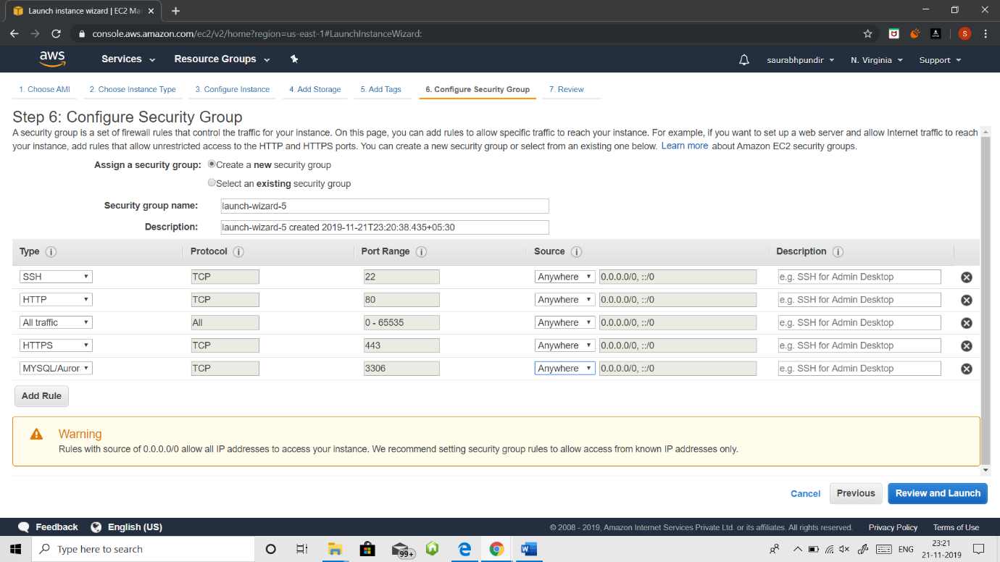 Launch instance wizard | EC2 Ma
console.aws.amazon.com/ec2/v2/home?region=us-east-1#LaunchInstanceWizard:
S
aws
Services
Resource Groups
saurabhpundir
N. Virginia
Support
1. Choose AMI
2. Choose Instance Type
3. Configure Instance
4. Add Storage
5. Add Tags
6. Configure Security Group
7. Review
Step 6: Configure Security Group
A security group is a set of firewall rules that control the traffic for your instance. On this page, you can add rules to allow specific traffic to reach your instance. For example, if you want to set up a web server and allow Internet traffic to reach
your instance, add rules that allow unrestricted access to the HTTP and HTTPS ports. You can create a new security group or select from an existing one below. Learn more about Amazon EC2 security groups.
Assign a security group: Create a new security group
Select an existing security group
Security group name: launch-wizard-5
Description: launch-wizard-5 created 2019-11-21T23:20:38.435+05:30
Type i Protocol i Port Range i Source i Description i
SSH TCP 22 Anywhere 0.0.0.0/0, ::/0 e.g. SSH for Admin Desktop
HTTP TCP 80 Anywhere 0.0.0.0/0, ::/0 e.g. SSH for Admin Desktop
All traffic All 0 - 65535 Anywhere 0.0.0.0/0, ::/0 e.g. SSH for Admin Desktop
HTTPS TCP 443 Anywhere 0.0.0.0/0, ::/0 e.g. SSH for Admin Desktop
MYSQL/Auror TCP 3306 Anywhere 0.0.0.0/0, ::/0 e.g. SSH for Admin Desktop
Add Rule
Warning
Rules with source of 0.0.0.0/0 allow all IP addresses to access your instance. We recommend setting security group rules to allow access from known IP addresses only.
Cancel
Previous
Review and Launch
Feedback
English (US)
© 2008 - 2019, Amazon Internet Services Private Ltd. or its affiliates. All rights reserved.
Privacy Policy
Terms of Use
Type here to search
99+
W
ENG
23:21
21-11-2019